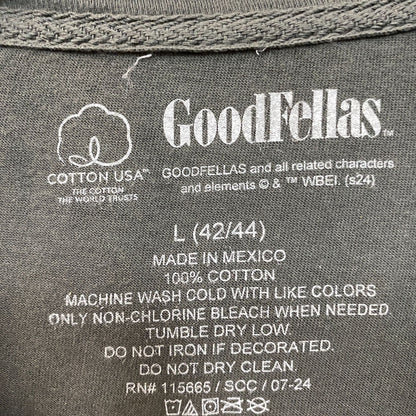 GOODFELLAS™
COTTON USA™
THE COTTON
THE WORLD TRUSTS
GOODFELLAS and all related characters
and elements © & ™ WBEI. (s24)
L (42/44)
MADE IN MEXICO
100% COTTON
MACHINE WASH COLD WITH LIKE COLORS
ONLY NON-CHLORINE BLEACH WHEN NEEDED
TUMBLE DRY LOW.
DO NOT IRON IF DECORATED.
DO NOT DRY CLEAN.
RN# 115665 / SCC / 07-24